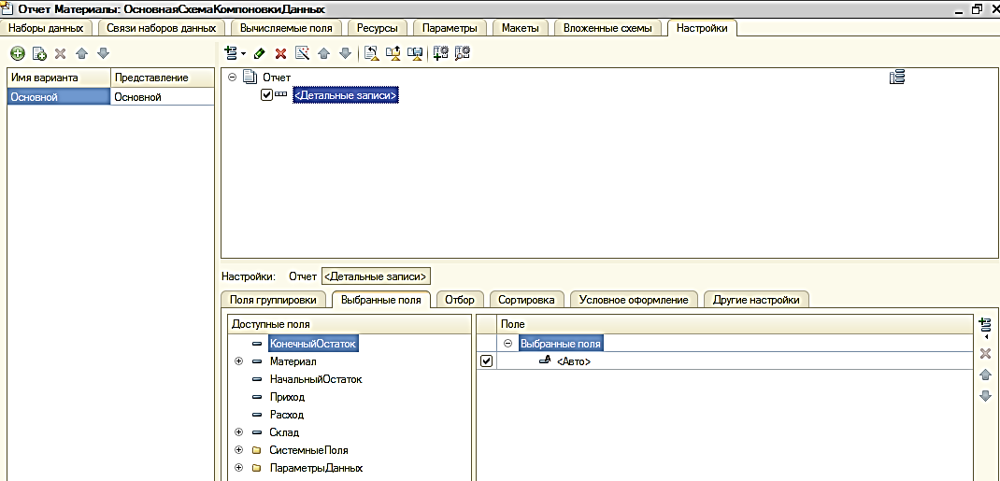 Отчет Материалы: ОсновнаяСхемаКомпоновкиДанных
Наборы данных Связи наборов данных Вычисляемые поля Ресурсы Параметры Макеты Вложенные схемы Настройки
Имя варианта Представление
Основной Основной
Отчет
<Детальные записи>
Настройки: Отчет <Детальные записи>
Поля группировки Выбранные поля Отбор Сортировка Условное оформление Другие настройки
Доступные поля
КонечныйОстаток
Материал
НачальныйОстаток
Приход
Расход
Склад
СистемныеПоля
ПараметрыДанных
Поле
Выбранные поля
<Авто>